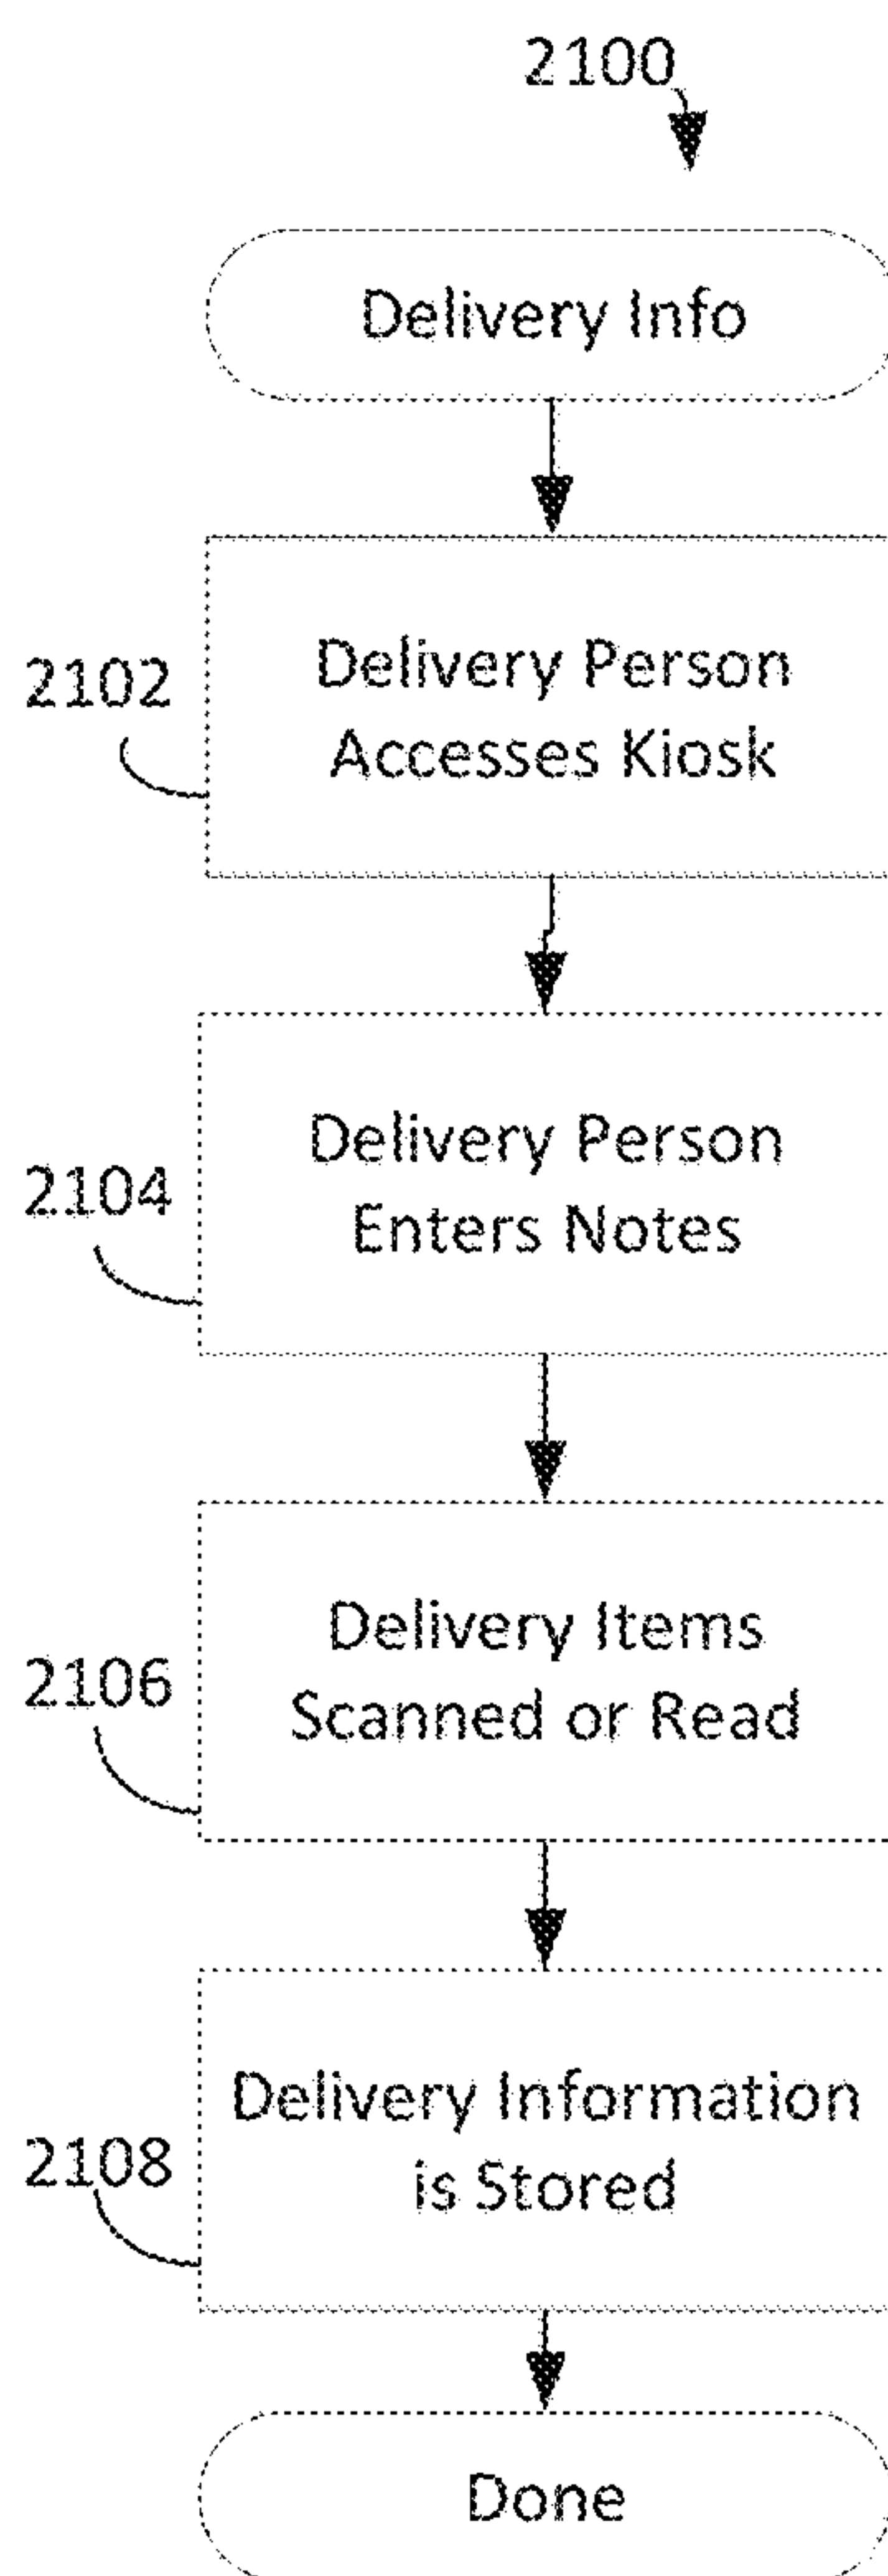 2100
Delivery Info
2102
Delivery Person
Accesses Kiosk
2104
Delivery Person
Enters Notes
2106
Delivery Items
Scanned or Read
2108
Delivery Information
is Stored
Done